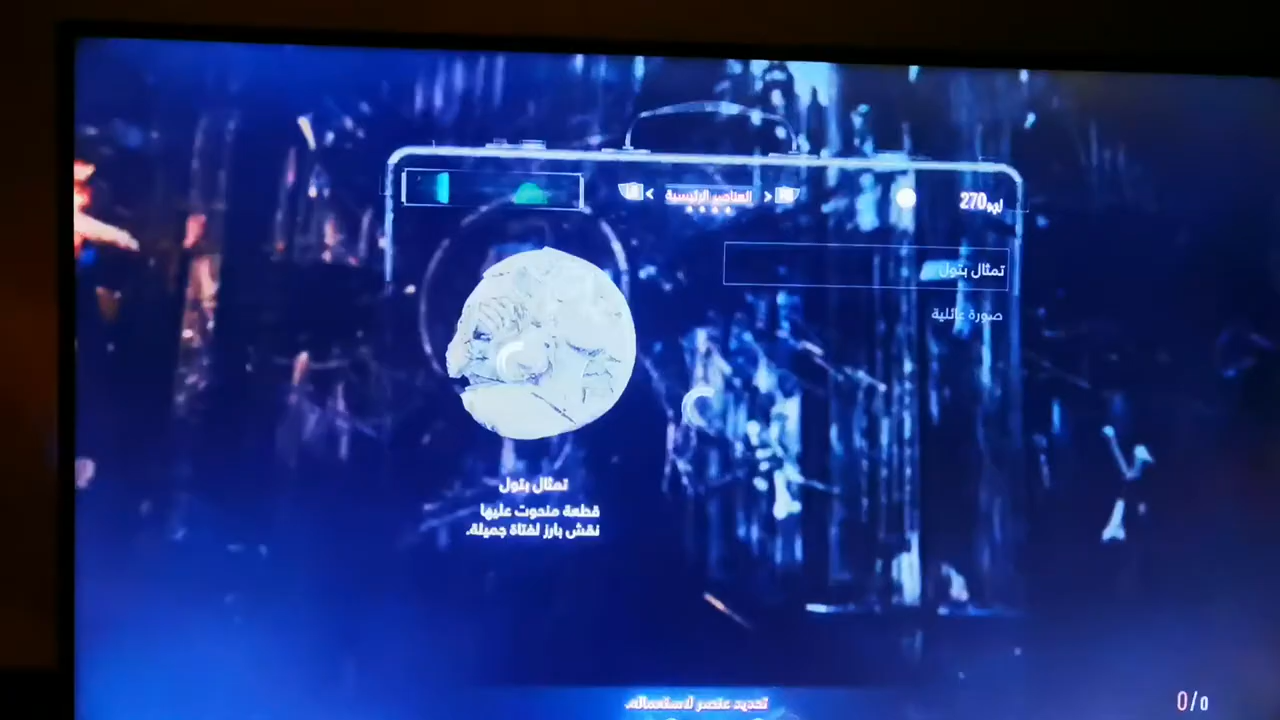 العناصر الرئيسية
270 ليو
تمثال بتول
صورة عائلية
تمثال بتول
قطعة منحوت عليها
نقش بارز لفتاة جميلة.
تحديد عنصر لاستعماله.
0/0